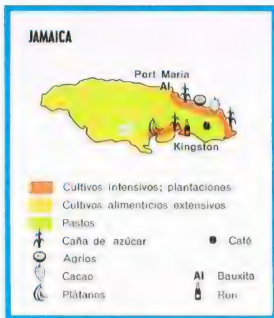 JAMAICA
Port Maria
Al
Kingston
Cultivos intensivos; plantaciones
Cultivos alimenticios extensivos
Pastos
Caña de azúcar
Café
Agrios
Cacao
Al Bauxita
Plátanos
Ron